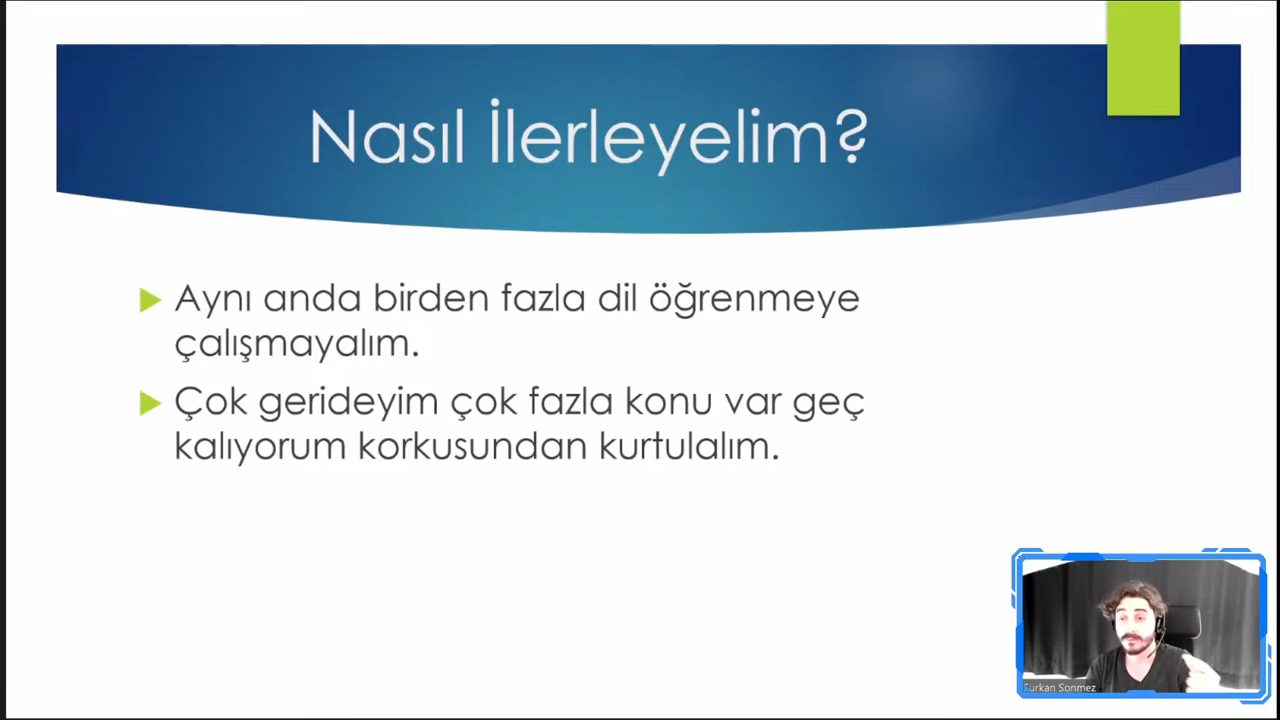 Nasıl İlerleyelim?
Aynı anda birden fazla dil öğrenmeye
çalışmayalım.
Çok gerideyim çok fazla konu var geç
kalıyorum korkusundan kurtulalım.
Furkan Sonmez